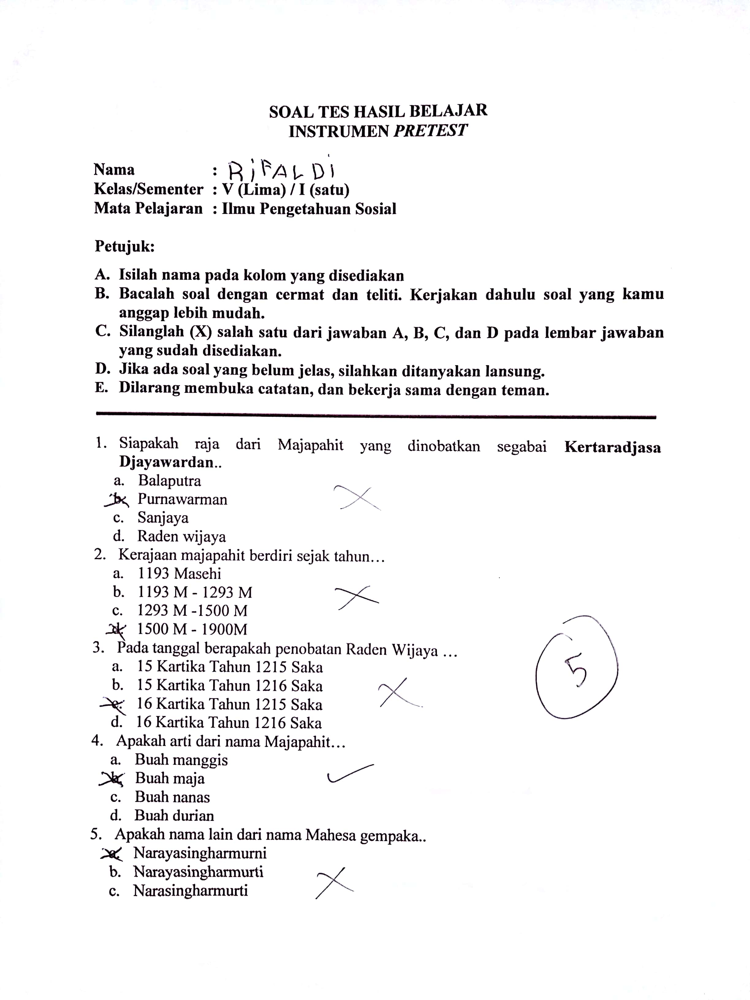 SOAL TES HASIL BELAJAR
INSTRUMEN PRETEST
Nama : RiFALDi
Kelas/Sementer : V (Lima) / I (satu)
Mata Pelajaran : Ilmu Pengetahuan Sosial
Petujuk:
A. Isilah nama pada kolom yang disediakan
B. Bacalah soal dengan cermat dan teliti. Kerjakan dahulu soal yang kamu
anggap lebih mudah.
C. Silanglah (X) salah satu dari jawaban A, B, C, dan D pada lembar jawaban
yang sudah disediakan.
D. Jika ada soal yang belum jelas, silahkan ditanyakan lansung.
E. Dilarang membuka catatan, dan bekerja sama dengan teman.
1. Siapakah raja dari Majapahit yang dinobatkan segabai Kertaradjasa
Djayawardan..
a. Balaputra
b. Purnawarman
c. Sanjaya
d. Raden wijaya
2. Kerajaan majapahit berdiri sejak tahun...
a. 1193 Masehi
b. 1193 M - 1293 M
c. 1293 M -1500 M
d. 1500 M - 1900M
3. Pada tanggal berapakah penobatan Raden Wijaya ...
a. 15 Kartika Tahun 1215 Saka
b. 15 Kartika Tahun 1216 Saka
c. 16 Kartika Tahun 1215 Saka
d. 16 Kartika Tahun 1216 Saka
5
4. Apakah arti dari nama Majapahit...
a. Buah manggis
b. Buah maja
c. Buah nanas
d. Buah durian
5. Apakah nama lain dari nama Mahesa gempaka..
a. Narayasingharmurni
b. Narayasingharmurti
c. Narasingharmurti